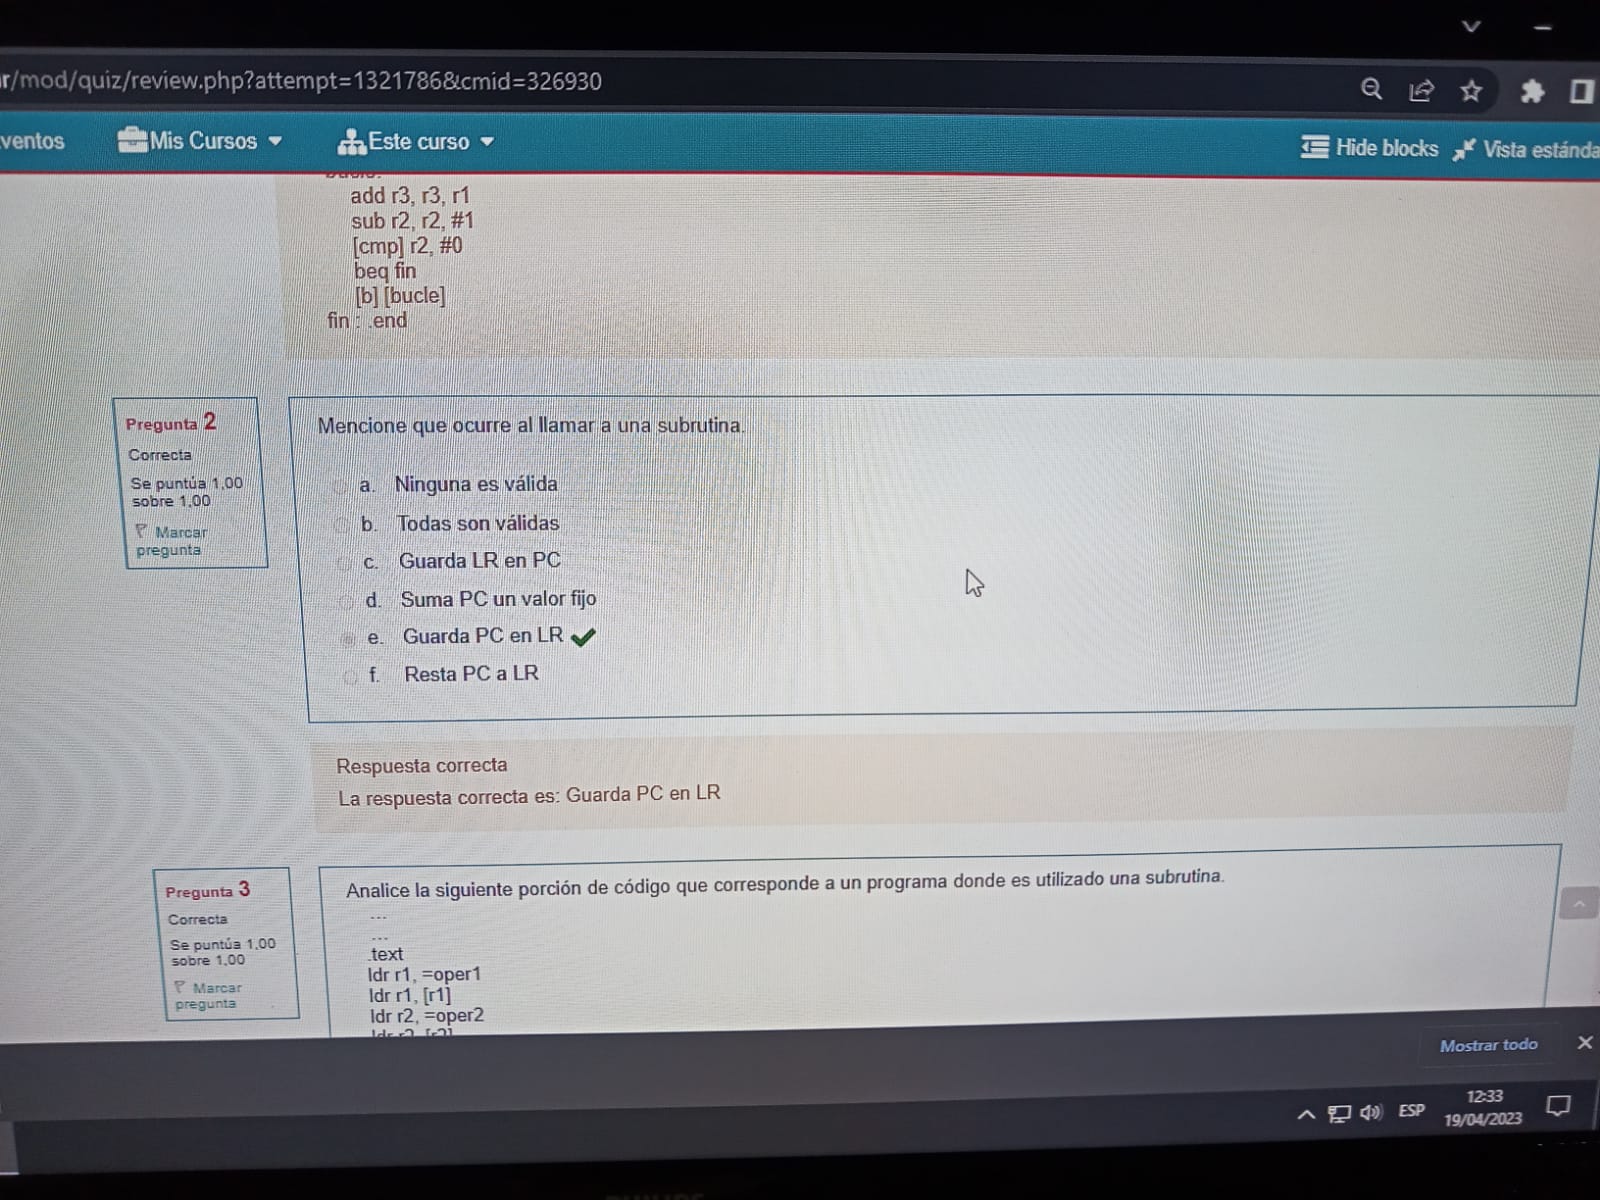 r/mod/quiz/review.php?attempt=1321786&cmid=326930
ventos Mis Cursos Este curso Hide blocks Vista estánda
bucle:
add r3, r3, r1
sub r2, r2, #1
[cmp] r2, #0
beq fin
[b] [bucle]
fin : .end
Pregunta 2
Correcta
Se puntúa 1,00
sobre 1,00
Marcar
pregunta
Mencione que ocurre al llamar a una subrutina.
a. Ninguna es válida
b. Todas son válidas
c. Guarda LR en PC
d. Suma PC un valor fijo
e. Guarda PC en LR
f. Resta PC a LR
Respuesta correcta
La respuesta correcta es: Guarda PC en LR
Pregunta 3
Correcta
Se puntúa 1,00
sobre 1,00
Marcar
pregunta
Analice la siguiente porción de código que corresponde a un programa donde es utilizado una subrutina.
...
...
.text
ldr r1, =oper1
ldr r1, [r1]
ldr r2, =oper2
ldr r2, [r2]
Mostrar todo
ESP
12:33
19/04/2023